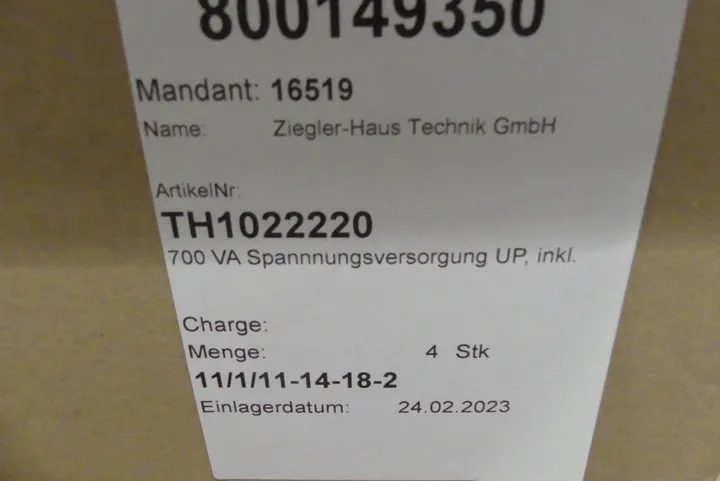 800149350
Mandant: 16519
Name: Ziegler-Haus Technik GmbH
ArtikelNr:
TH1022220
700 VA Spannnungsversorgung UP, inkl.
Charge:
Menge: 4 Stk
11/1/11-14-18-2
Einlagerdatum: 24.02.2023